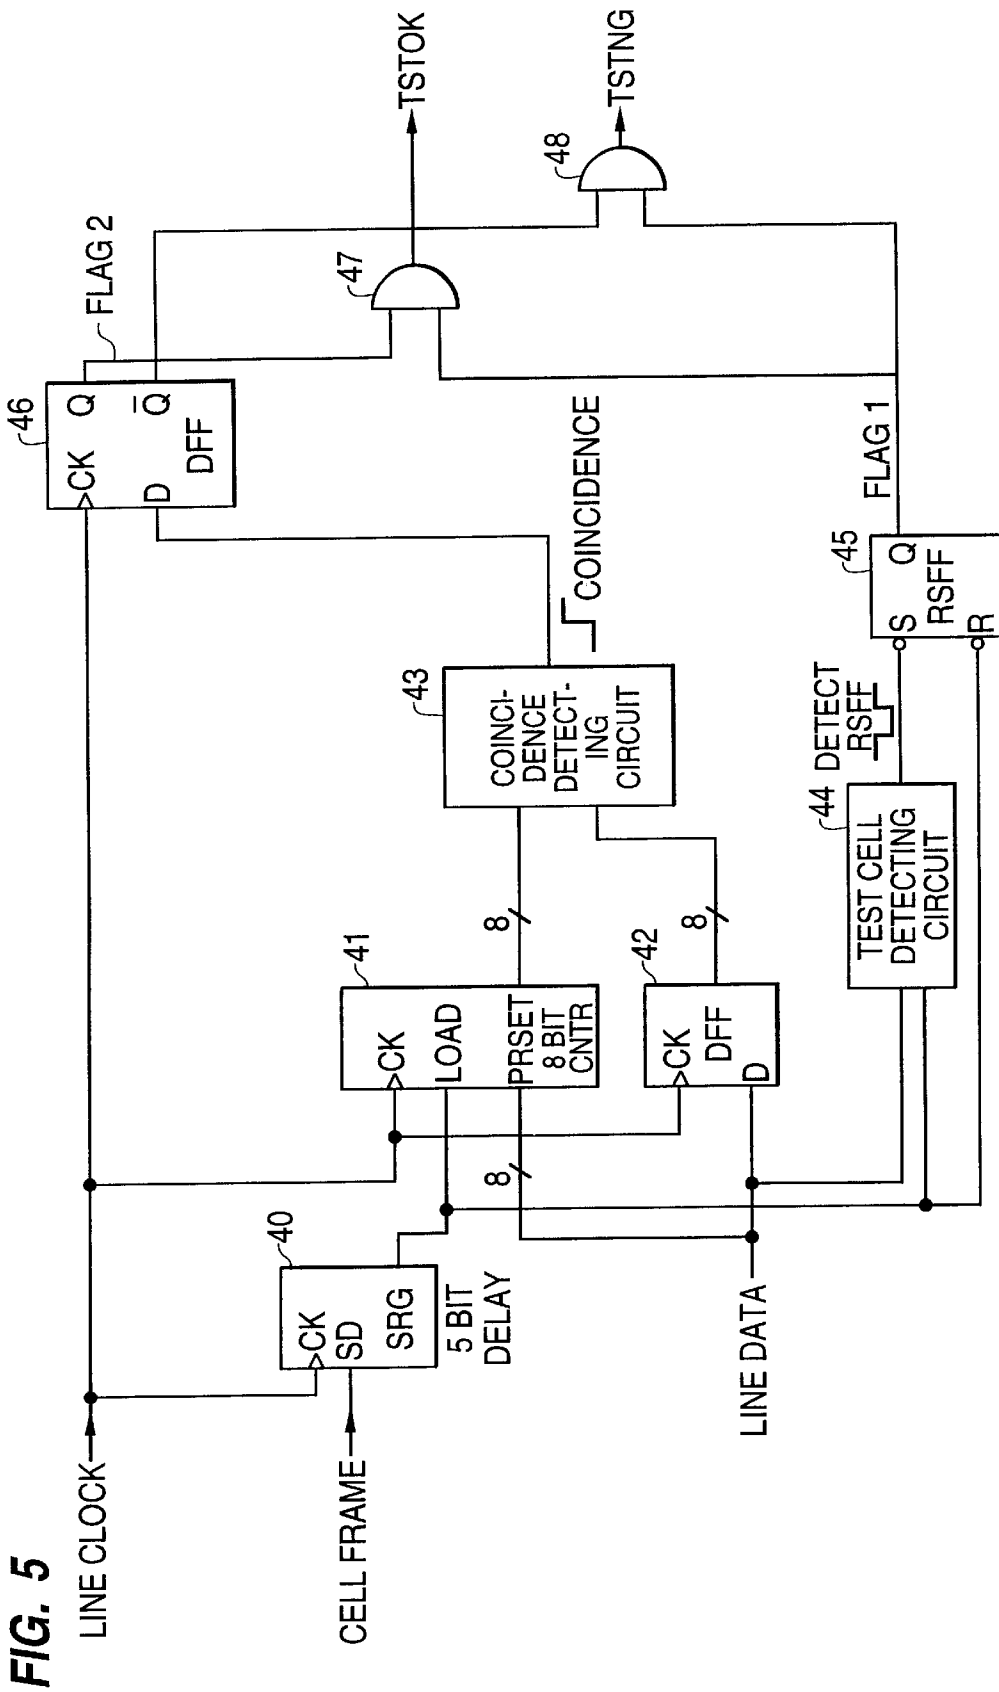 FIG. 5
LINE CLOCK
CELL FRAME
LINE DATA
40
CK
SD
SRG
5 BIT
DELAY
41
CK
LOAD
PRSET
8 BIT
CNTR
8
8
42
CK
DFF
D
8
43
COINCI-
DENCE
DETECT-
ING
CIRCUIT
COINCIDENCE
44
TEST CELL
DETECTING
CIRCUIT
DETECT
RSFF
45
S
Q
RSFF
R
FLAG 1
46
CK
Q
D
Q̅
DFF
FLAG 2
47
TSTOK
48
TSTNG